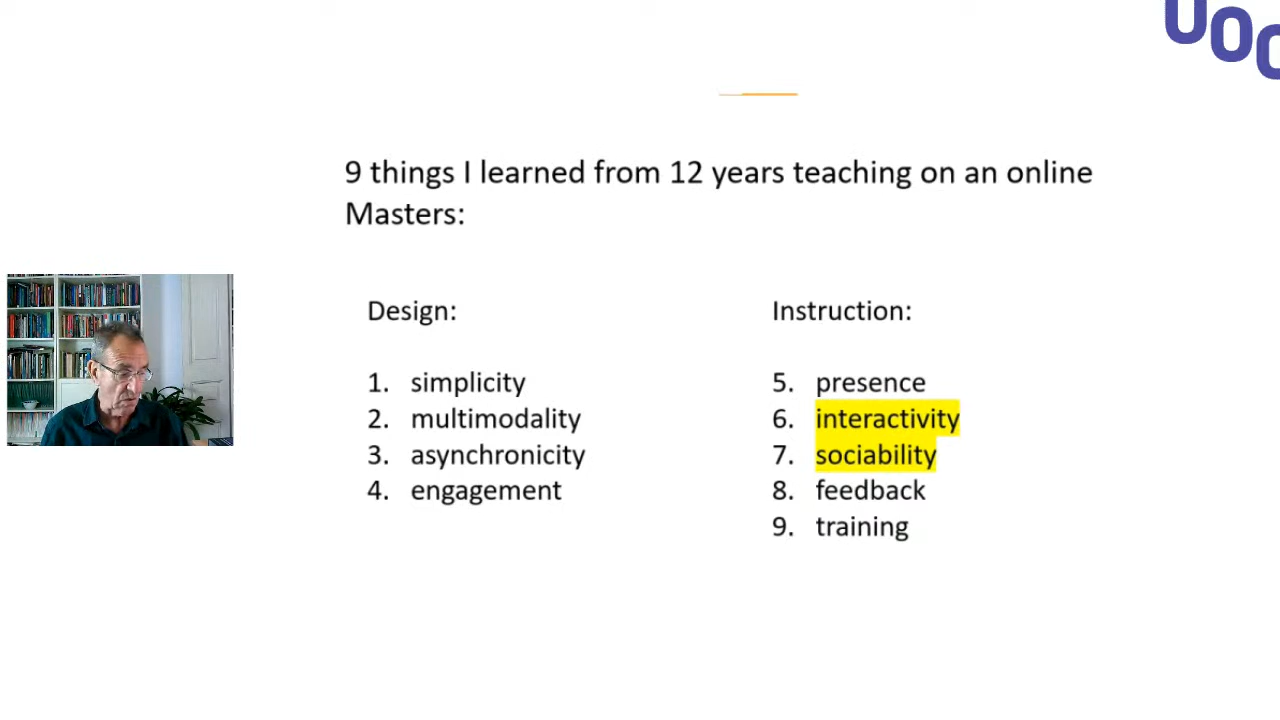 UOC
9 things I learned from 12 years teaching on an online
Masters:
Design:
1. simplicity
2. multimodality
3. asynchronicity
4. engagement
Instruction:
5. presence
6. interactivity
7. sociability
8. feedback
9. training